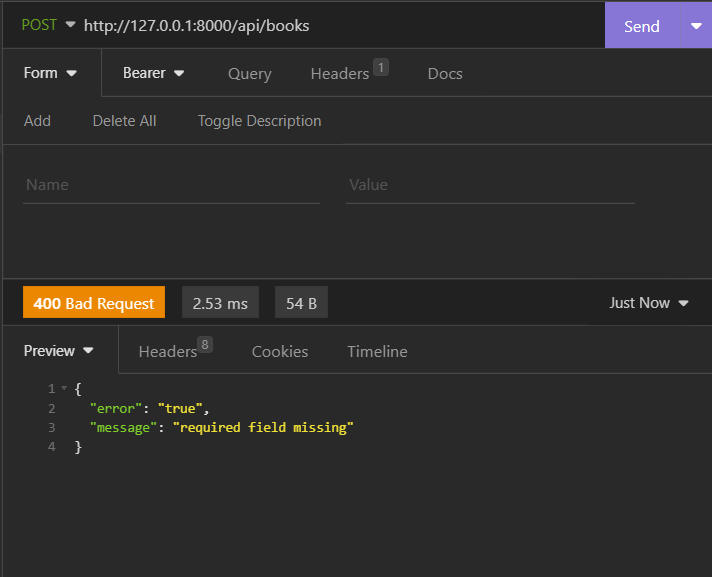 POST http://127.0.0.1:8000/api/books Send
Form Bearer Query Headers 1 Docs
Add Delete All Toggle Description
Name Value
400 Bad Request 2.53 ms 54 B Just Now
Preview Headers 8 Cookies Timeline
1 {
2 "error": "true",
3 "message": "required field missing"
4 }